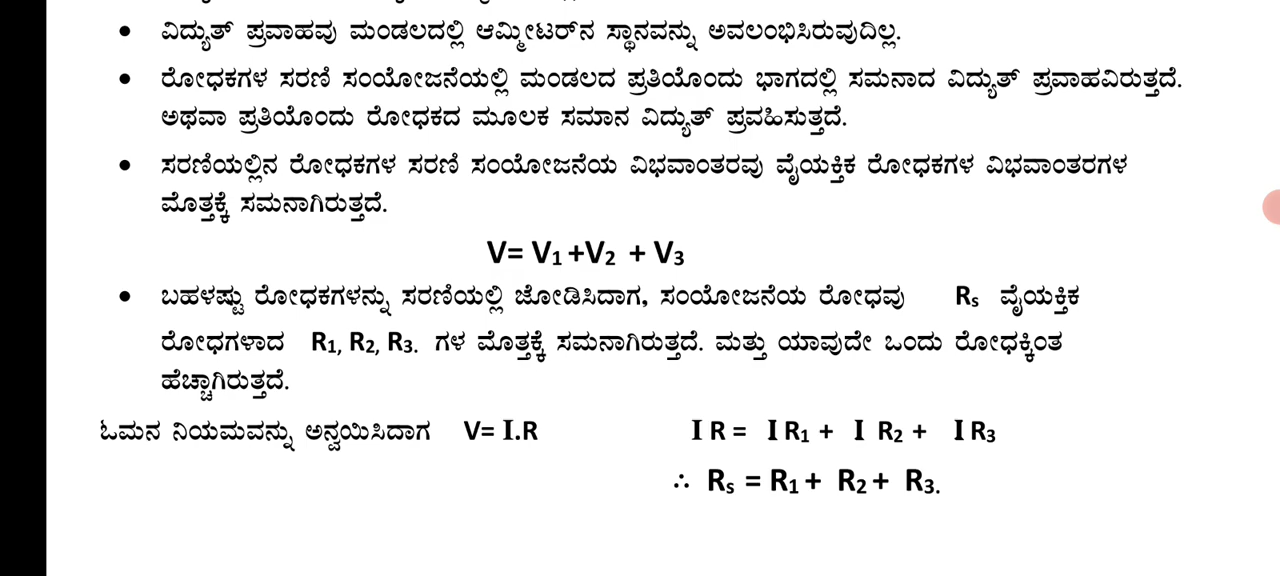 • ವಿದ್ಯುತ್ ಪ್ರವಾಹವು ಮಂಡಲದಲ್ಲಿ ಆಮ್ಮೀಟರ್‌ನ ಸ್ಥಾನವನ್ನು ಅವಲಂಭಿಸಿರುವುದಿಲ್ಲ.
• ರೋಧಕಗಳ ಸರಣಿ ಸಂಯೋಜನೆಯಲ್ಲಿ ಮಂಡಲದ ಪ್ರತಿಯೊಂದು ಭಾಗದಲ್ಲಿ ಸಮನಾದ ವಿದ್ಯುತ್ ಪ್ರವಾಹವಿರುತ್ತದೆ.
ಅಥವಾ ಪ್ರತಿಯೊಂದು ರೋಧಕದ ಮೂಲಕ ಸಮಾನ ವಿದ್ಯುತ್ ಪ್ರವಹಿಸುತ್ತದೆ.
• ಸರಣಿಯಲ್ಲಿನ ರೋಧಕಗಳ ಸರಣಿ ಸಂಯೋಜನೆಯ ವಿಭವಾಂತರವು ವೈಯಕ್ತಿಕ ರೋಧಕಗಳ ವಿಭವಾಂತರಗಳ
ಮೊತ್ತಕ್ಕೆ ಸಮನಾಗಿರುತ್ತದೆ.
V= V₁ +V₂ + V₃
• ಬಹಳಷ್ಟು ರೋಧಕಗಳನ್ನು ಸರಣಿಯಲ್ಲಿ ಜೋಡಿಸಿದಾಗ, ಸಂಯೋಜನೆಯ ರೋಧವು Rₛ ವೈಯಕ್ತಿಕ
ರೋಧಗಳಾದ R₁, R₂, R₃. ಗಳ ಮೊತ್ತಕ್ಕೆ ಸಮನಾಗಿರುತ್ತದೆ. ಮತ್ತು ಯಾವುದೇ ಒಂದು ರೋಧಕ್ಕಿಂತ
ಹೆಚ್ಚಾಗಿರುತ್ತದೆ.
ಓಮನ ನಿಯಮವನ್ನು ಅನ್ವಯಿಸಿದಾಗ V= I.R I R = I R₁ + I R₂ + I R₃
∴ Rₛ = R₁ + R₂ + R₃.